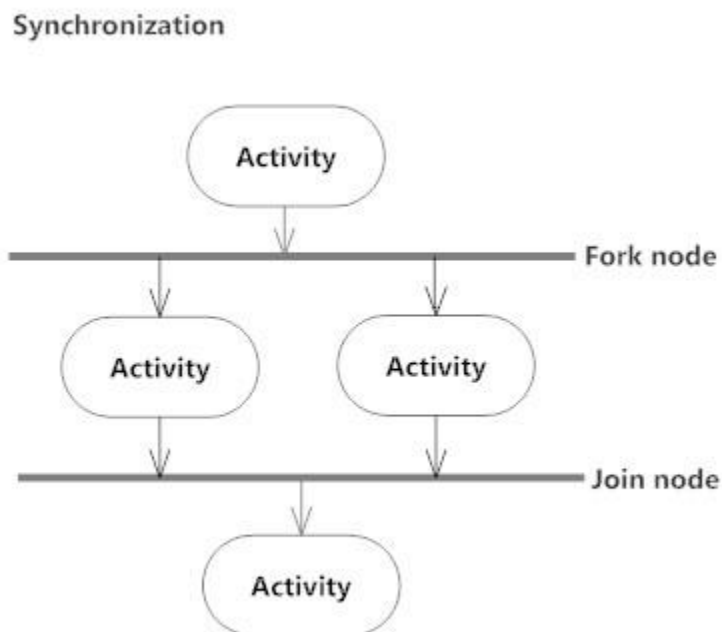 Synchronization
Activity
Fork node
Activity
Activity
Join node
Activity